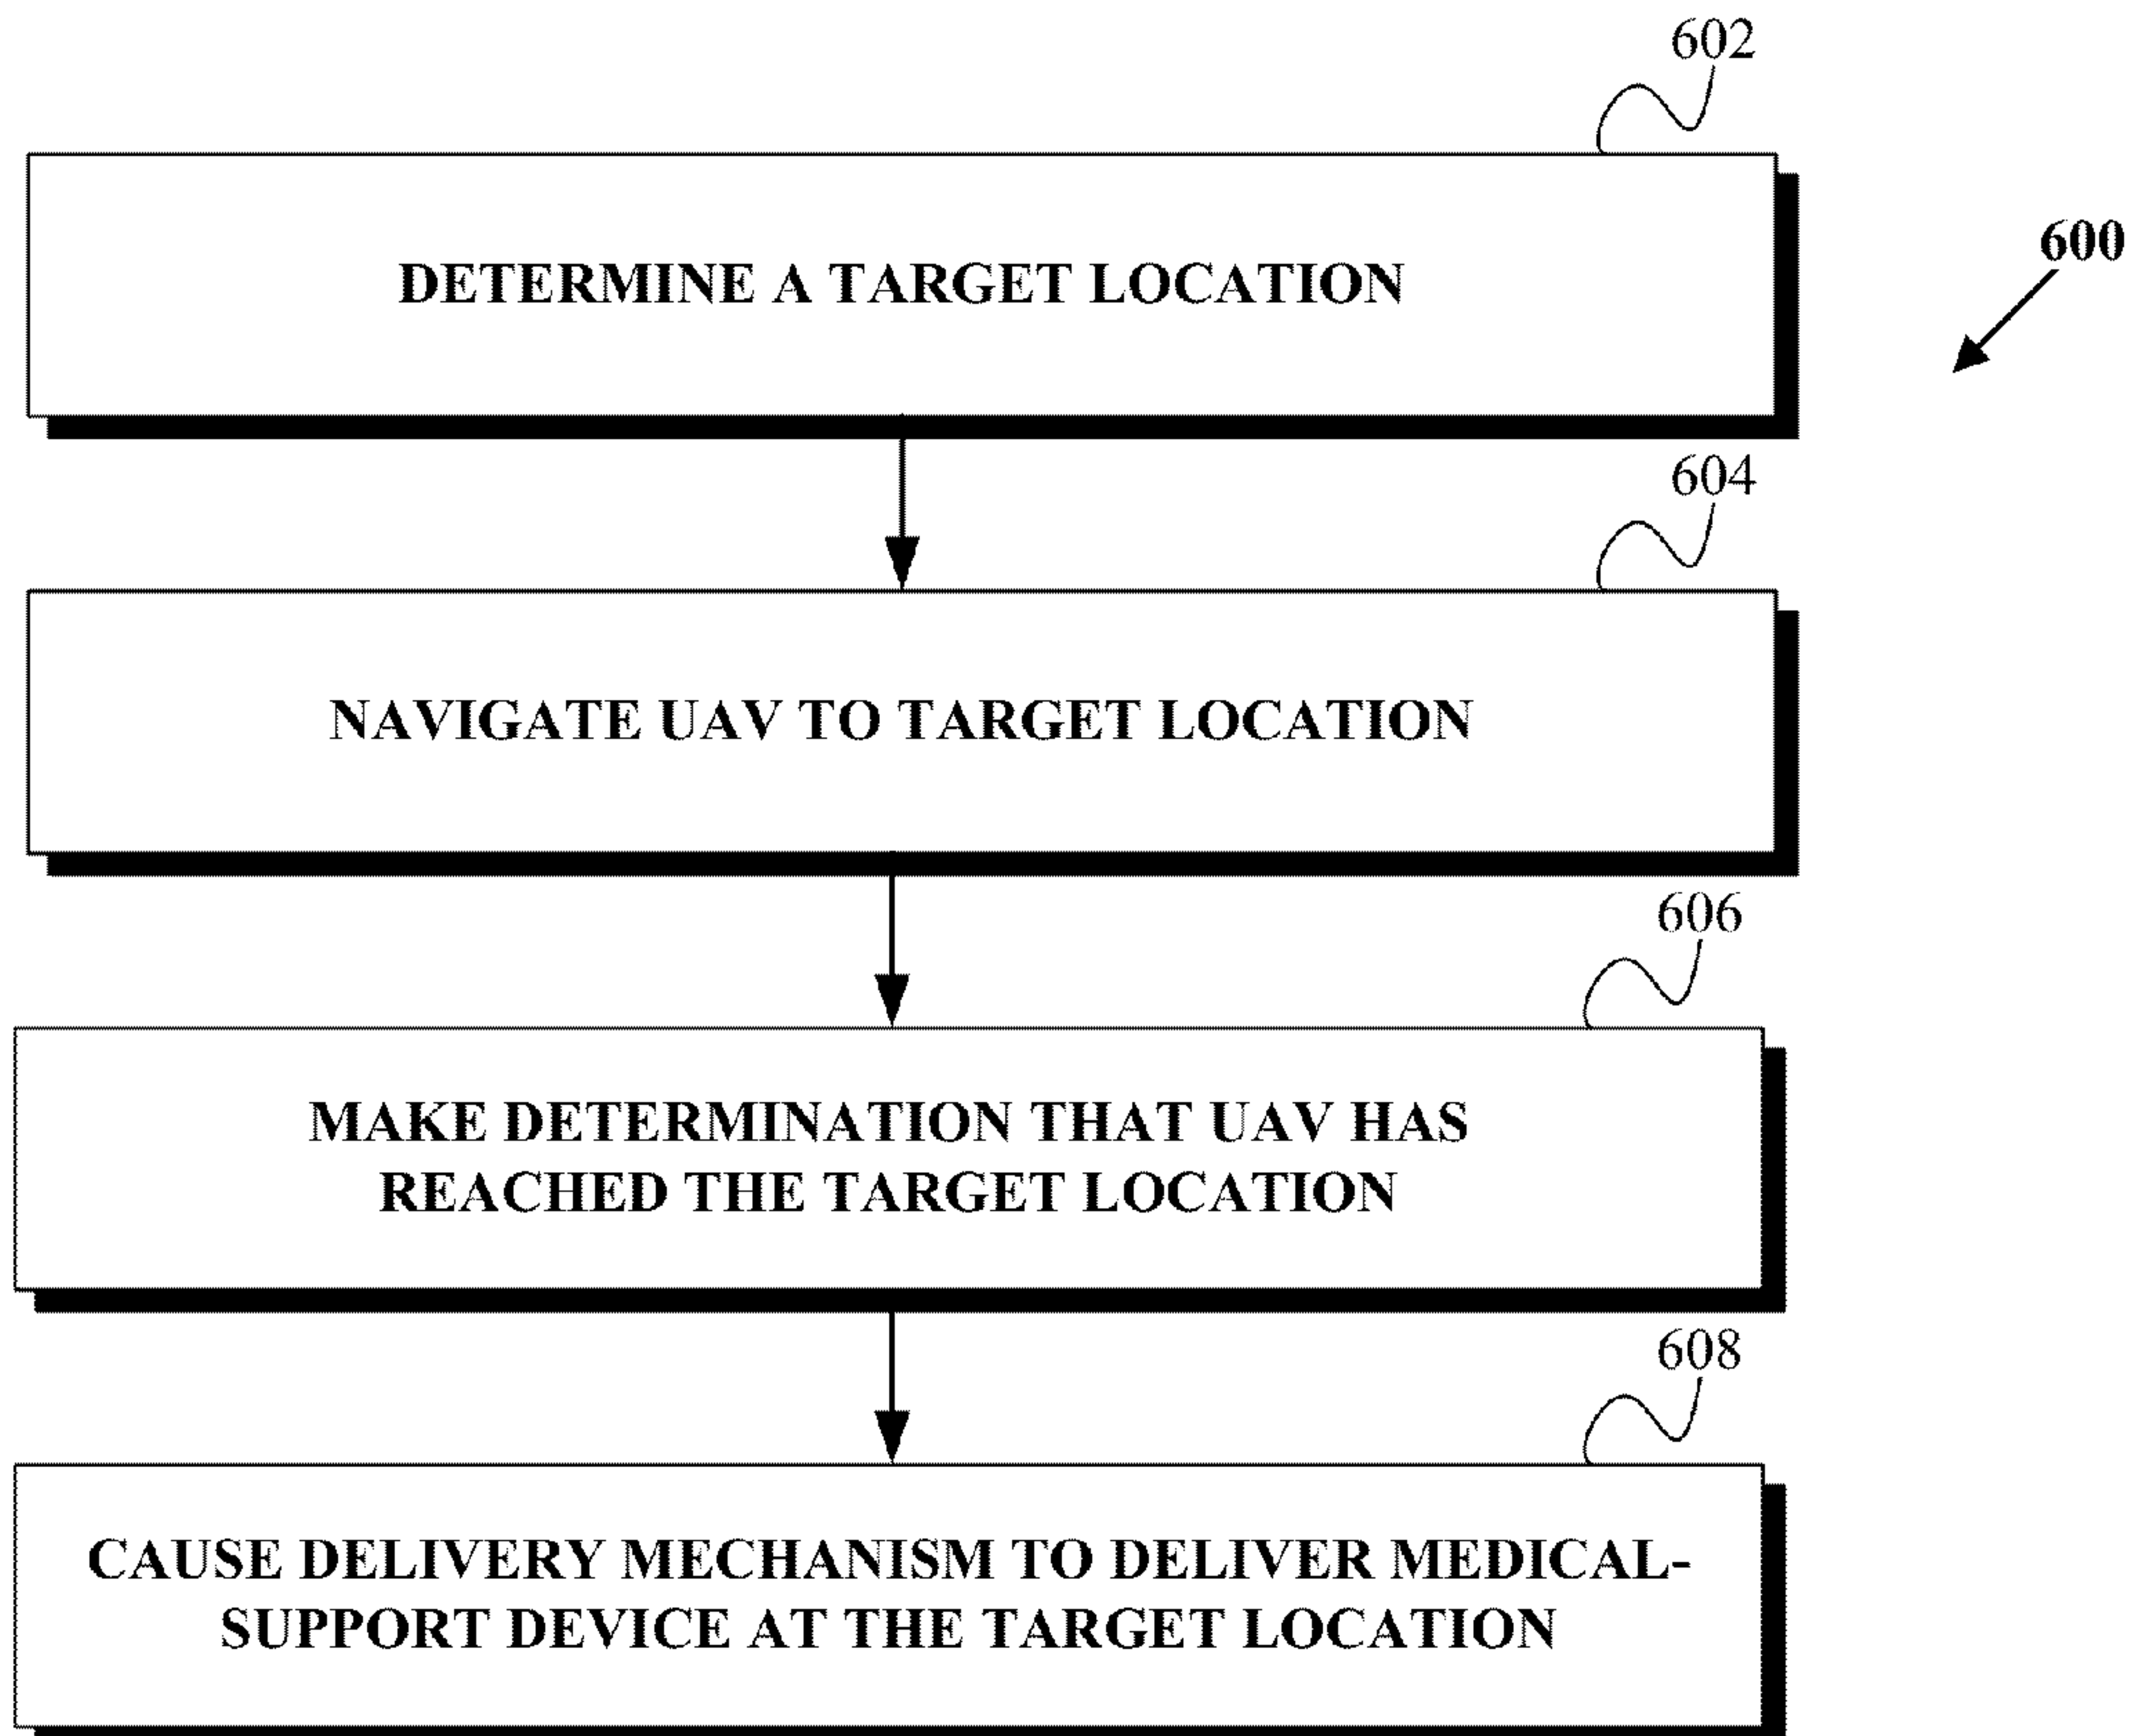 602
DETERMINE A TARGET LOCATION
600
604
NAVIGATE UAV TO TARGET LOCATION
606
MAKE DETERMINATION THAT UAV HAS
REACHED THE TARGET LOCATION
608
CAUSE DELIVERY MECHANISM TO DELIVER MEDICAL-
SUPPORT DEVICE AT THE TARGET LOCATION